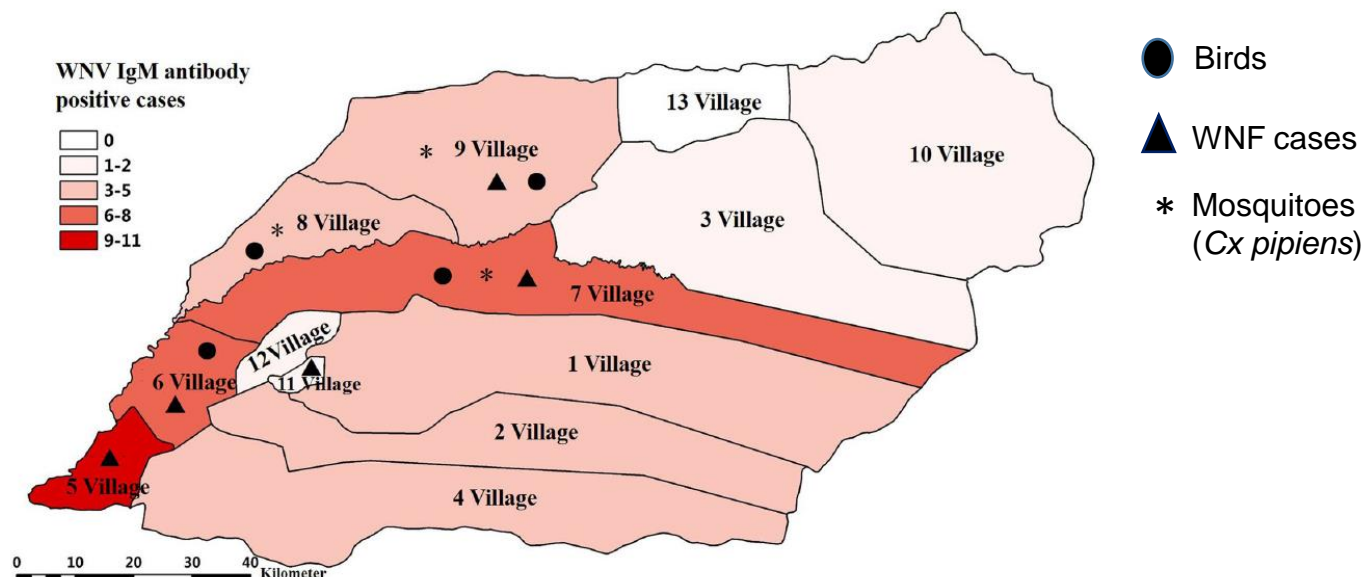 WNV IgM antibody
positive cases
0
1-2
3-5
6-8
9-11
13 Village
9 Village
10 Village
8 Village
3 Village
7 Village
12Village
1 Village
6 Village
11 Village
2 Village
5 Village
4 Village
0 10 20 30 40
Kilometer
Birds
WNF cases
* Mosquitoes
(Cx pipiens)